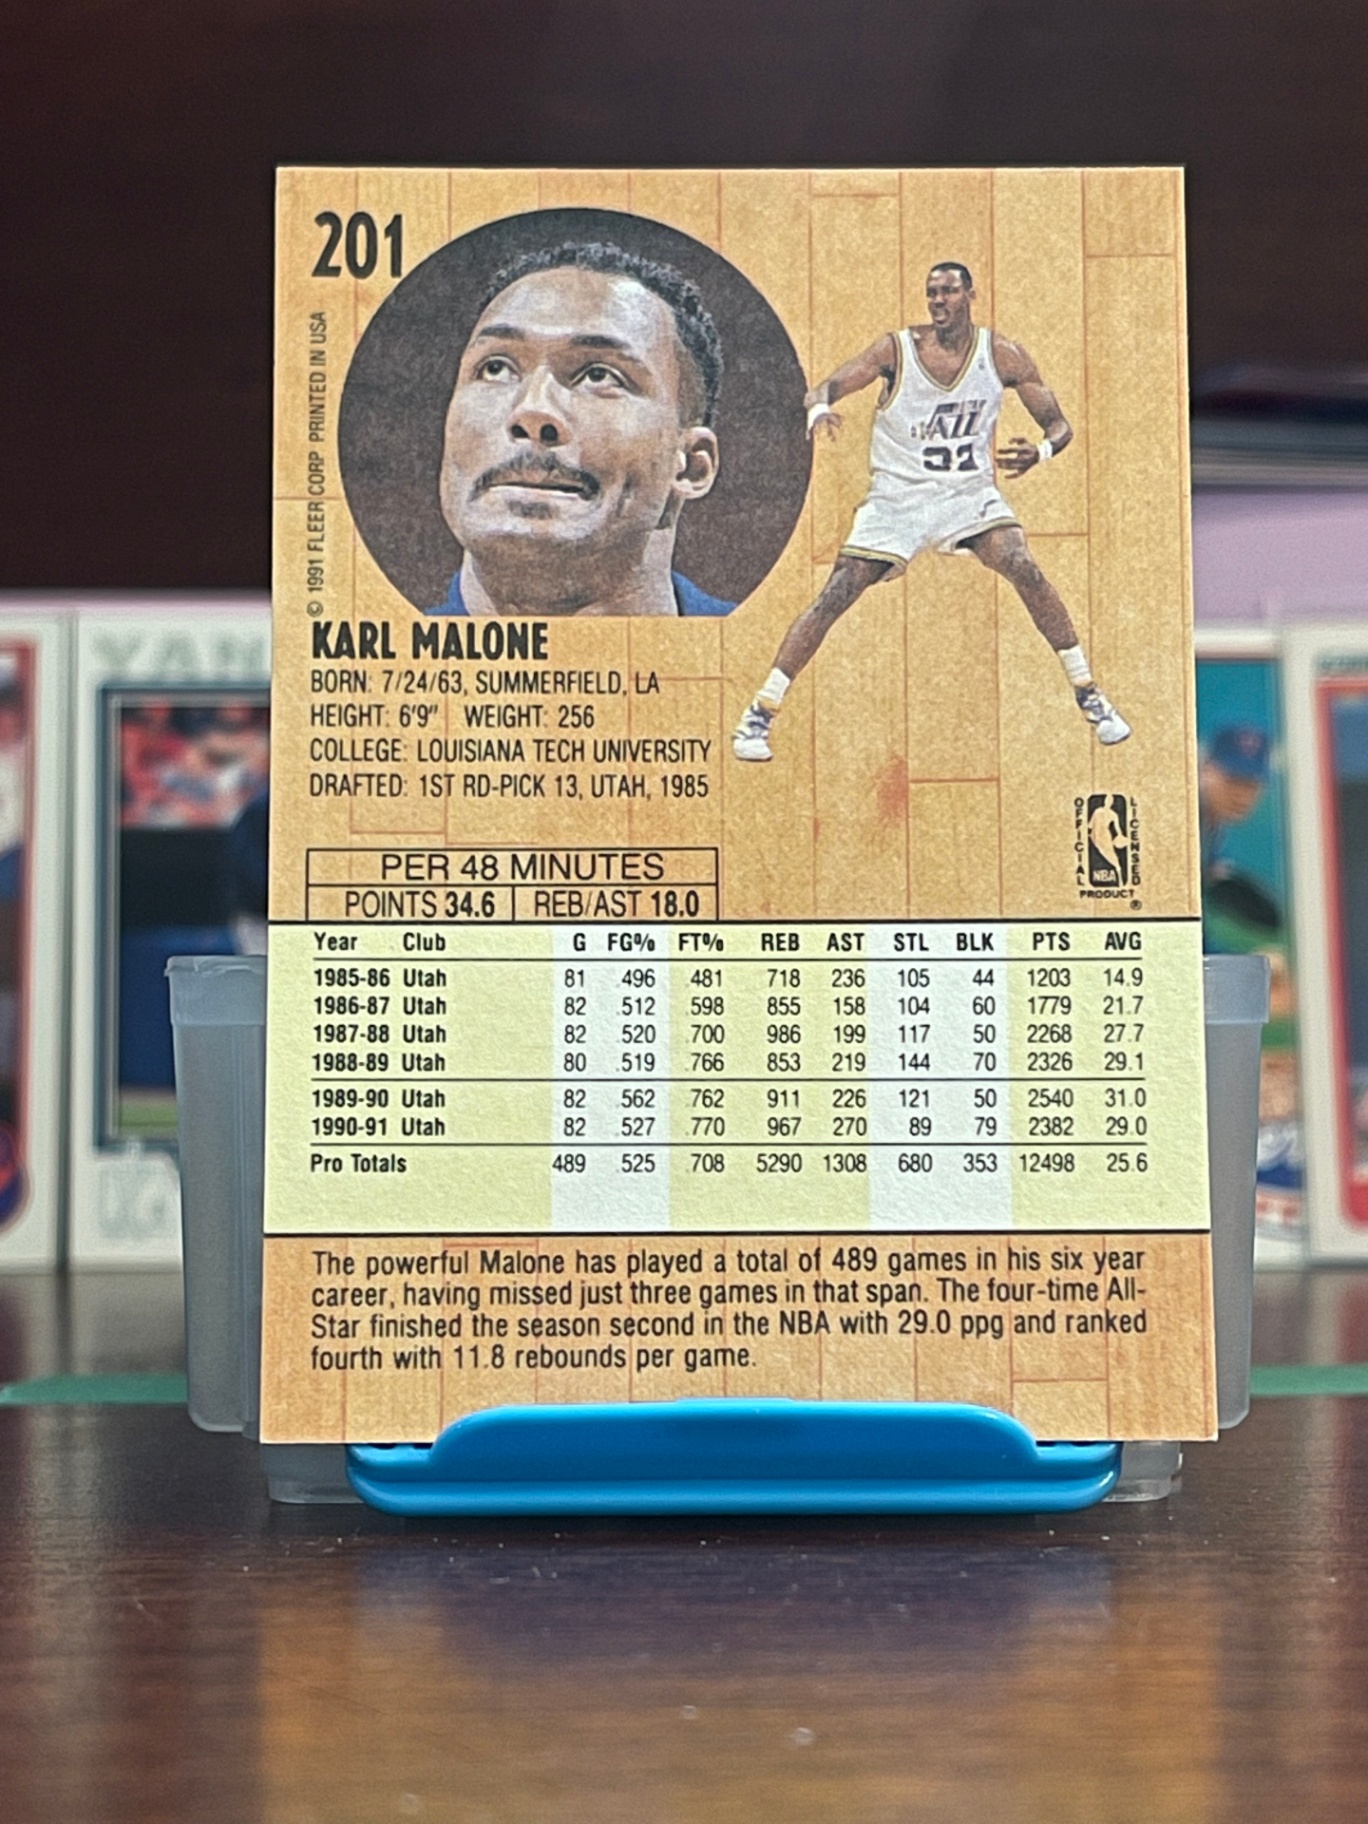 201
© 1991 FLEER CORP PRINTED IN USA
JAZZ
32
KARL MALONE
BORN: 7/24/63, SUMMERFIELD, LA
HEIGHT: 6'9" WEIGHT: 256
COLLEGE: LOUISIANA TECH UNIVERSITY
DRAFTED: 1ST RD-PICK 13, UTAH, 1985
OFFICIAL LICENSED
NBA
PRODUCT ®
PER 48 MINUTES
POINTS 34.6 REB/AST 18.0
Year Club G FG% FT% REB AST STL BLK PTS AVG
1985-86 Utah 81 .496 .481 718 236 105 44 1203 14.9
1986-87 Utah 82 .512 .598 855 158 104 60 1779 21.7
1987-88 Utah 82 .520 .700 986 199 117 50 2268 27.7
1988-89 Utah 80 .519 .766 853 219 144 70 2326 29.1
1989-90 Utah 82 .562 .762 911 226 121 50 2540 31.0
1990-91 Utah 82 .527 .770 967 270 89 79 2382 29.0
Pro Totals 489 .525 .708 5290 1308 680 353 12498 25.6
The powerful Malone has played a total of 489 games in his six year
career, having missed just three games in that span. The four-time All-
Star finished the season second in the NBA with 29.0 ppg and ranked
fourth with 11.8 rebounds per game.